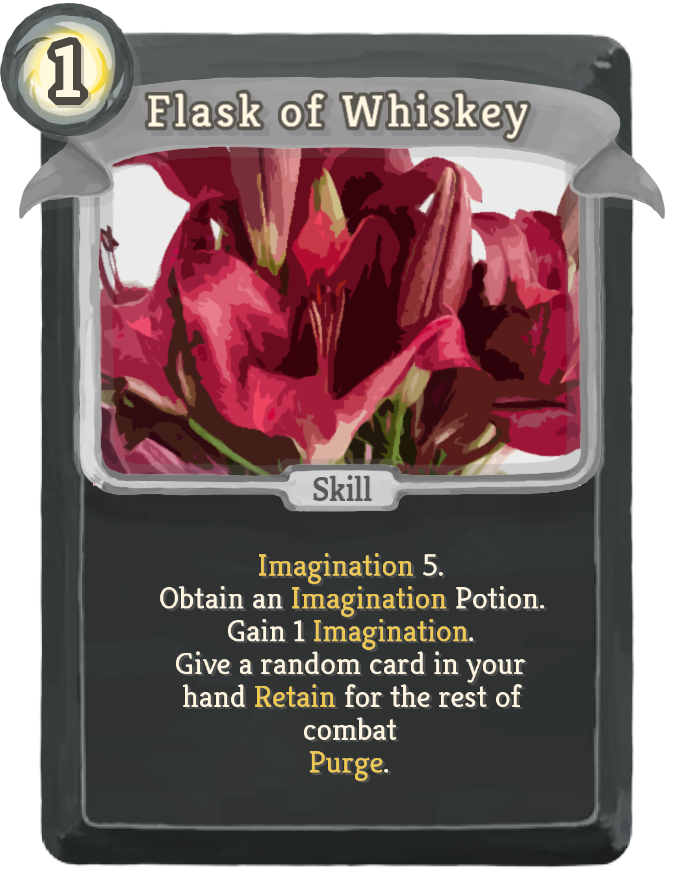 1
Flask of Whiskey
Skill
Imagination 5.
Obtain an Imagination Potion.
Gain 1 Imagination.
Give a random card in your
hand Retain for the rest of
combat
Purge.